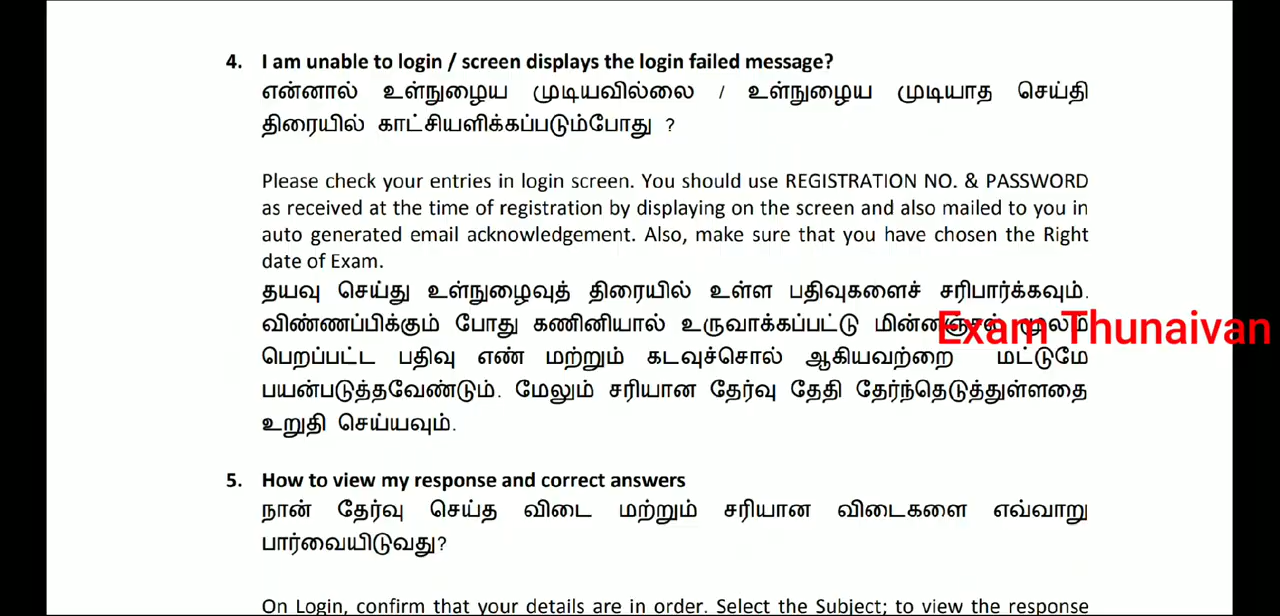 4. I am unable to login / screen displays the login failed message?
என்னால் உள்நுழைய முடியவில்லை / உள்நுழைய முடியாத செய்தி
திரையில் காட்சியளிக்கப்படும்போது ?
Please check your entries in login screen. You should use REGISTRATION NO. & PASSWORD
as received at the time of registration by displaying on the screen and also mailed to you in
auto generated email acknowledgement. Also, make sure that you have chosen the Right
date of Exam.
தயவு செய்து உள்நுழைவுத் திரையில் உள்ள பதிவுகளைச் சரிபார்க்கவும்.
விண்ணப்பிக்கும் போது கணினியால் உருவாக்கப்பட்டு மின்னஞ்சல் மூலம்
Exam Thunaivan
பெறப்பட்ட பதிவு எண் மற்றும் கடவுச்சொல் ஆகியவற்றை மட்டுமே
பயன்படுத்தவேண்டும். மேலும் சரியான தேர்வு தேதி தேர்ந்தெடுத்துள்ளதை
உறுதி செய்யவும்.
5. How to view my response and correct answers
நான் தேர்வு செய்த விடை மற்றும் சரியான விடைகளை எவ்வாறு
பார்வையிடுவது?
On Login, confirm that your details are in order. Select the Subject; to view the response